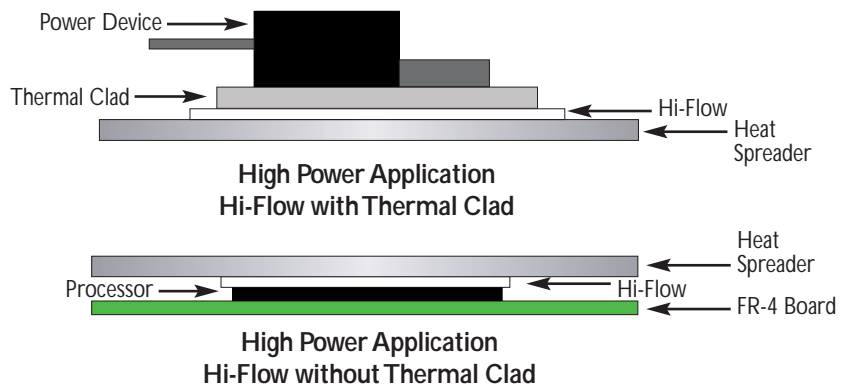 Power Device
Thermal Clad
Hi-Flow
Heat
Spreader
High Power Application
Hi-Flow with Thermal Clad
Heat
Spreader
Processor
Hi-Flow
FR-4 Board
High Power Application
Hi-Flow without Thermal Clad